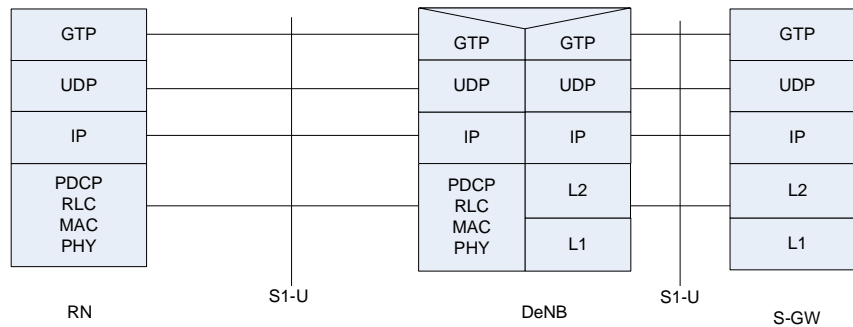 GTP
GTP
GTP
GTP
UDP
UDP
UDP
UDP
IP
IP
IP
IP
PDCP
RLC
MAC
PHY
PDCP
RLC
MAC
PHY
L2
L1
L2
L1
S1-U
S1-U
RN
DeNB
S-GW